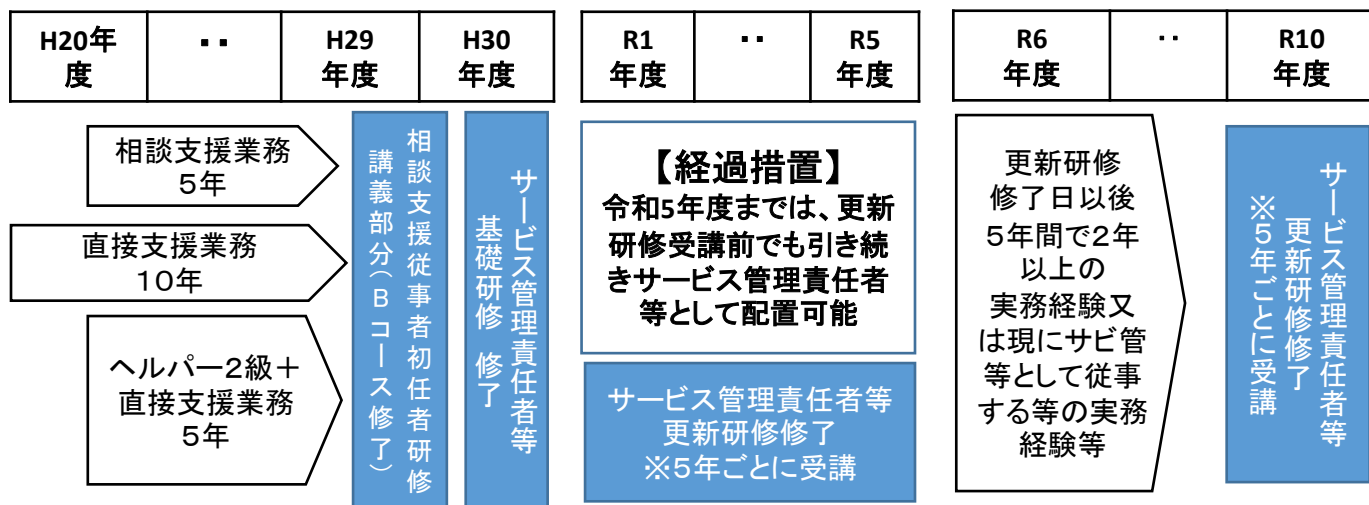 H20年
度
‥
H29
年度
H30
年度
R1
年度
‥
R5
年度
R6
年度
‥
R10
年度
相談支援業務
5年
直接支援業務
10年
ヘルパー2級＋
直接支援業務
5年
相談支援従事者初任者研修
講義部分（Bコース修了）
サービス管理責任者等
基礎研修 修了
【経過措置】
令和5年度までは、更新
研修受講前でも引き続
きサービス管理責任者
等として配置可能
サービス管理責任者等
更新研修修了
※5年ごとに受講
更新研修
修了日以後
5年間で2年
以上の
実務経験又
は現にサビ管
等として従事
する等の実務
経験等
サービス管理責任者等
更新研修修了
※5年ごとに受講